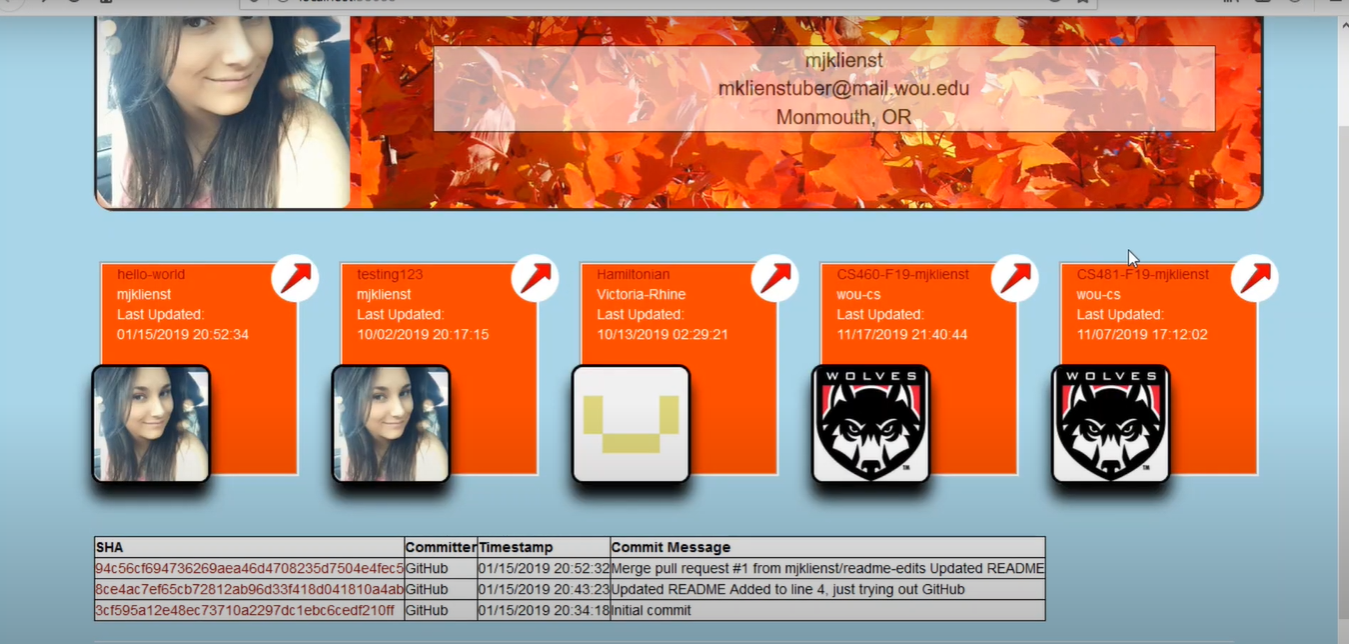 mjklienst
mklienstuber@mail.wou.edu
Monmouth, OR
hello-world
mjklienst
Last Updated:
01/15/2019 20:52:34
testing123
mjklienst
Last Updated:
10/02/2019 20:17:15
Hamiltonian
Victoria-Rhine
Last Updated:
10/13/2019 02:29:21
CS460-F19-mjklienst
wou-cs
Last Updated:
11/17/2019 21:40:44
CS481-F19-mjklienst
wou-cs
Last Updated:
11/07/2019 17:12:02
WOLVES
TM
WOLVES
TM
SHA Committer Timestamp Commit Message
94c56cf694736269aea46d4708235d7504e4fec5 GitHub 01/15/2019 20:52:32 Merge pull request #1 from mjklienst/readme-edits Updated README
8ce4ac7ef65cb72812ab96d33f418d041810a4ab GitHub 01/15/2019 20:43:23 Updated README Added to line 4, just trying out GitHub
3cf595a12e48ec73710a2297dc1ebc6cedf210ff GitHub 01/15/2019 20:34:18 Initial commit